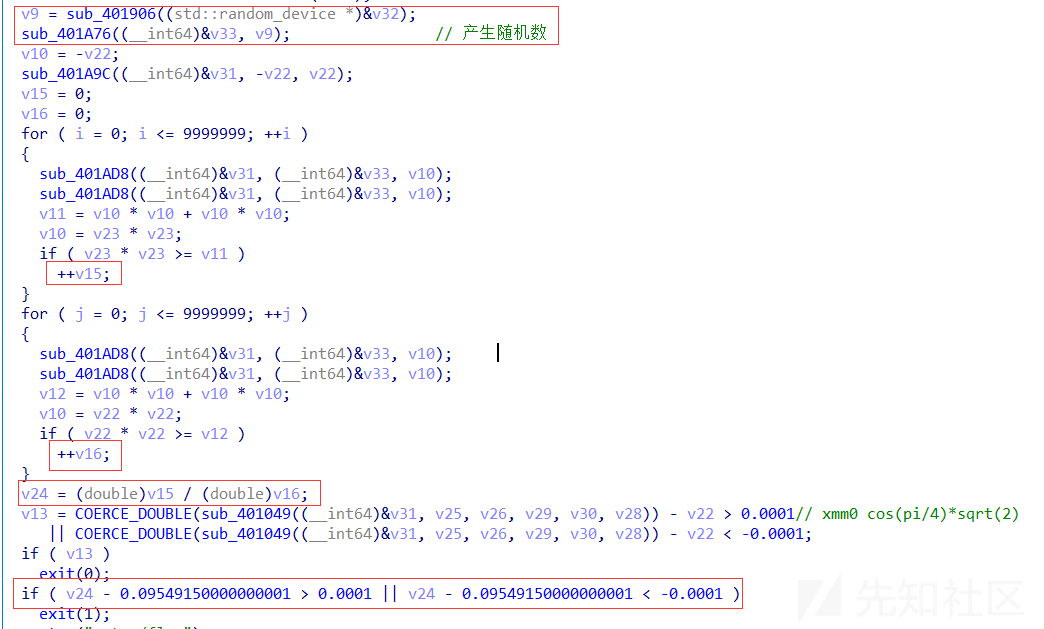 v9 = sub_401906((std::random_device *)&v32);
sub_401A76((__int64)&v33, v9); // 产生随机数
v10 = -v22;
sub_401A9C((__int64)&v31, -v22, v22);
v15 = 0;
v16 = 0;
for ( i = 0; i <= 9999999; ++i )
{
sub_401AD8((__int64)&v31, (__int64)&v33, v10);
sub_401AD8((__int64)&v31, (__int64)&v33, v10);
v11 = v10 * v10 + v10 * v10;
v10 = v23 * v23;
if ( v23 * v23 >= v11 )
++v15;
}
for ( j = 0; j <= 9999999; ++j )
{
sub_401AD8((__int64)&v31, (__int64)&v33, v10);
sub_401AD8((__int64)&v31, (__int64)&v33, v10);
v12 = v10 * v10 + v10 * v10;
v10 = v22 * v22;
if ( v22 * v22 >= v12 )
++v16;
}
v24 = (double)v15 / (double)v16;
v13 = COERCE_DOUBLE(sub_401049((__int64)&v31, v25, v26, v29, v30, v28)) - v22 > 0.0001// xmm0 cos(pi/4)*sqrt(2)
|| COERCE_DOUBLE(sub_401049((__int64)&v31, v25, v26, v29, v30, v28)) - v22 < -0.0001;
if ( v13 )
exit(0);
if ( v24 - 0.09549150000000001 > 0.0001 || v24 - 0.09549150000000001 < -0.0001 )
exit(1);
先知社区